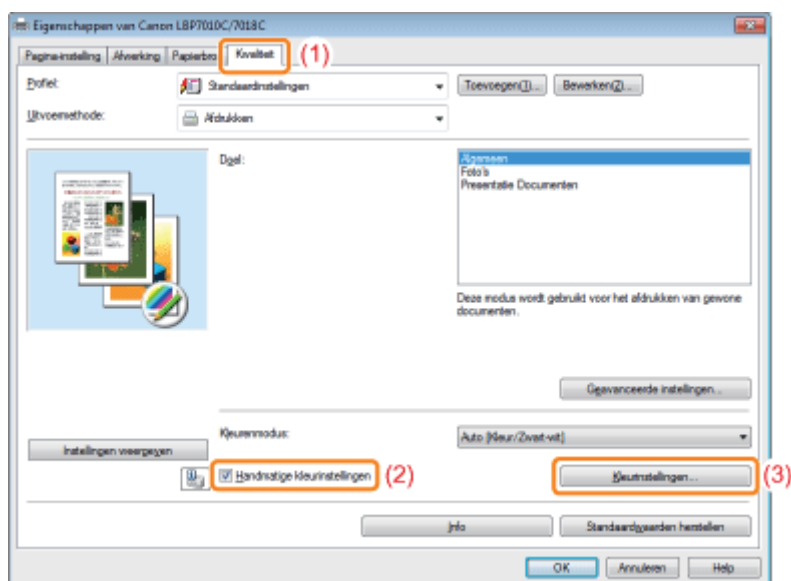 Eigenschappen van Canon LBP7010C/7018C
Pagina-instelling Afwerking Papierbro Kwaliteit (1)
Profiel: Standaardinstellingen Toevoegen(1)... Bewerken(2)...
Uitvoermethode: Afdrukken
Doel: Algemeen
Foto's
Presentatie Documenten
Deze modus wordt gebruikt voor het afdrukken van gewone
documenten.
Geavanceerde instellingen...
Kleurenmodus: Auto [Kleur/Zwart-wit]
Instellingen weergeven
Handmatige kleurinstellingen (2) Kleurinstellingen... (3)
Info Standaardwaarden herstellen
OK Annuleren Help